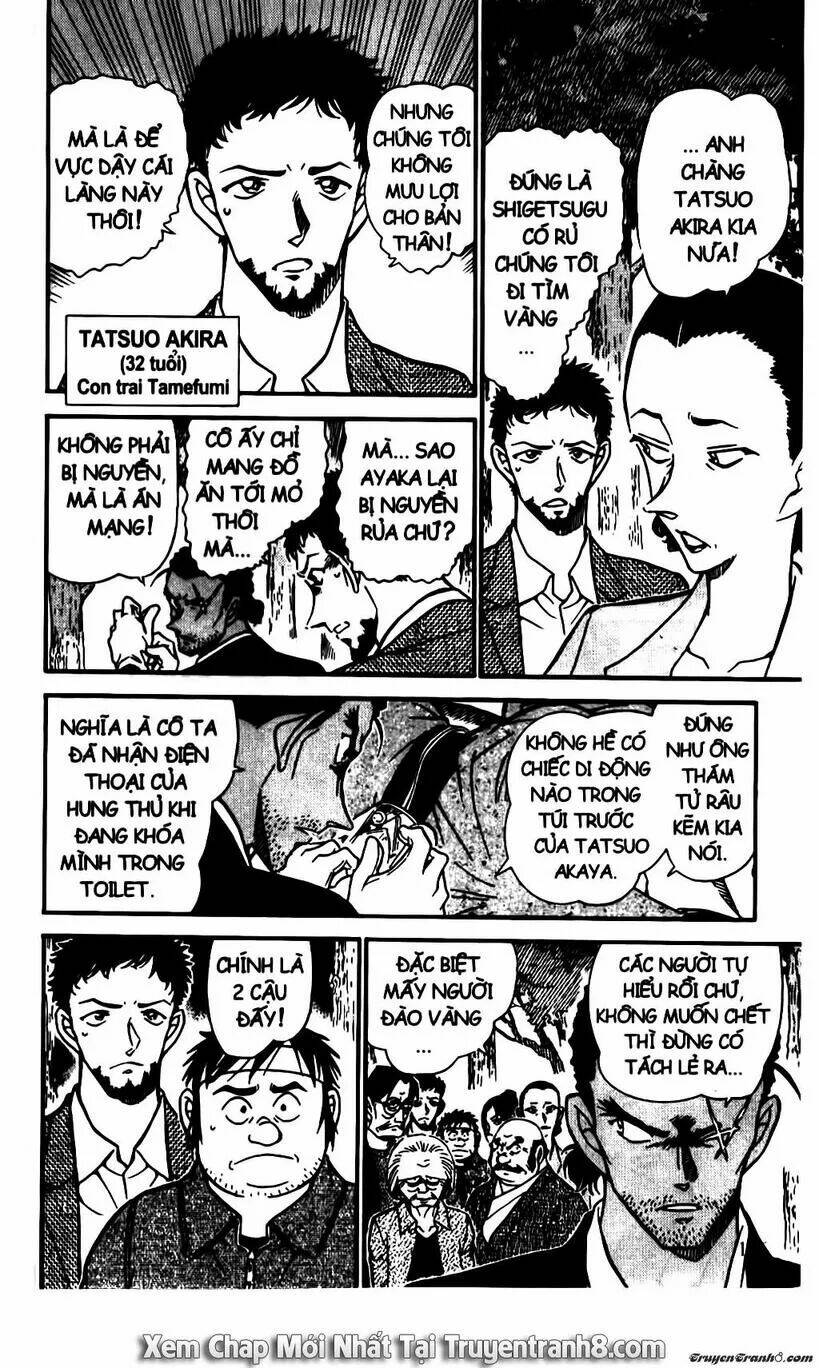 ... ANH
CHÀNG
TATSUO
AKIRA KIA
NƯA!
ĐÚNG LÀ
SHIGETSUGU
CÓ RỦ
CHÚNG TÔI
ĐI TÌM
VÀNG
...
NHƯNG
CHÚNG TÔI
KHÔNG
MƯU LỢI
CHO BẢN
THÂN!
MÀ LÀ ĐỂ
VỰC DẬY CÁI
LÀNG NÀY
THÔI!
TATSUO AKIRA
(32 tuổi)
Con trai Tamefumi
MÀ... SAO
AYAKA LẠI
BỊ NGUYỀN
RỦA CHỨ?
CÔ ẤY CHỈ
MANG ĐỒ
ĂN TỚI MỎ
THÔI
MÀ...
KHÔNG PHẢI
BỊ NGUYỀN,
MÀ LÀ ÁN
MẠNG!
ĐÚNG
NHƯ ÔNG
THÁM
TỬ RÂU
KẼM KIA
NÓI.
KHÔNG HỀ CÓ
CHIẾC DI ĐỘNG
NÀO TRONG
TÚI TRƯỚC
CỦA TATSUO
AKAYA.
NGHĨA LÀ CÔ TA
ĐÃ NHẬN ĐIỆN
THOẠI CỦA
HUNG THỦ KHI
ĐANG KHÓA
MÌNH TRONG
TOILET.
CÁC NGƯỜI TỰ
HIỂU RỒI CHỨ,
KHÔNG MUỐN CHẾT
THÌ ĐỪNG CÓ
TÁCH LẺ RA...
ĐẶC BIỆT
MẤY NGƯỜI
ĐÀO VÀNG
...
CHÍNH LÀ
2 CẬU
ĐẤY!
Xem Chap Mới Nhất Tại Truyentranh8.com
TruyenTranh8.com